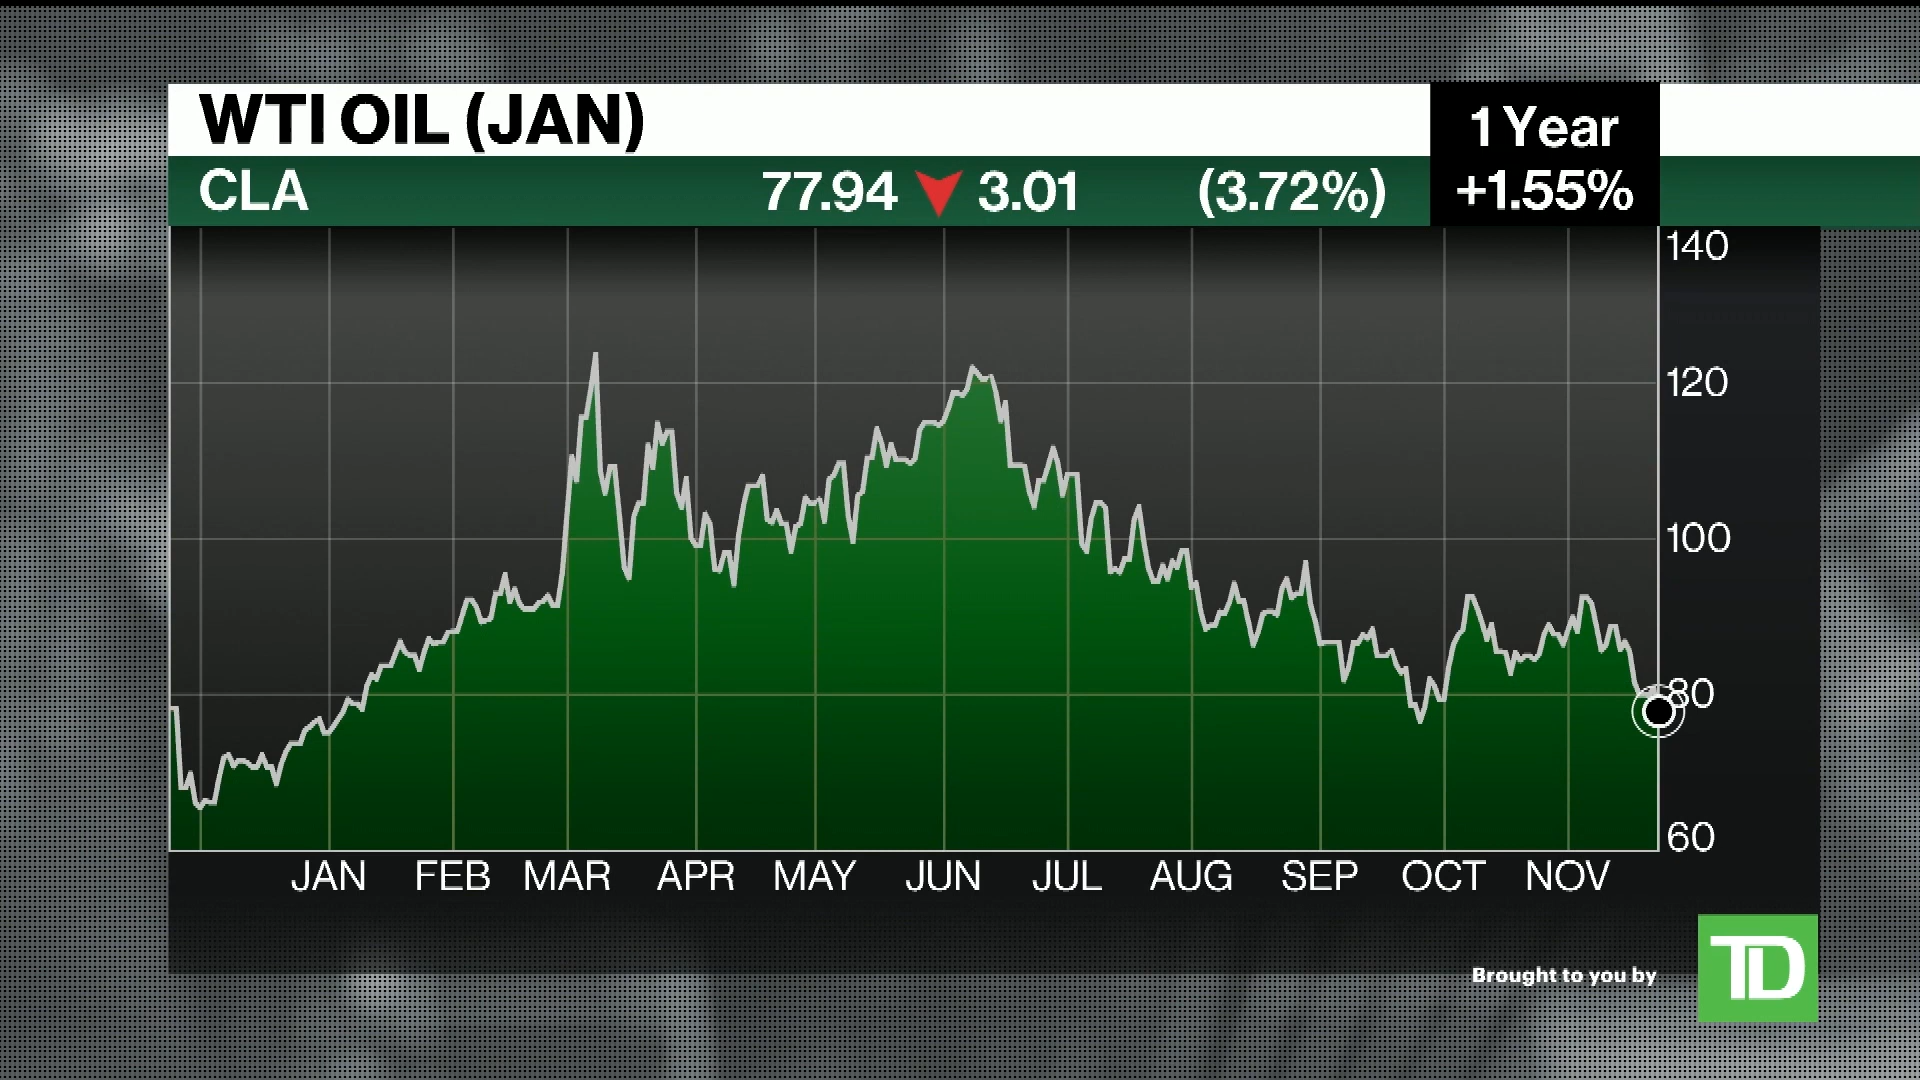 WTI OIL (JAN)
1 Year
CLA 77.94 3.01 (3.72%) +1.55%
140
120
100
80
60
JAN FEB MAR APR MAY JUN JUL AUG SEP OCT NOV
Brought to you by TD